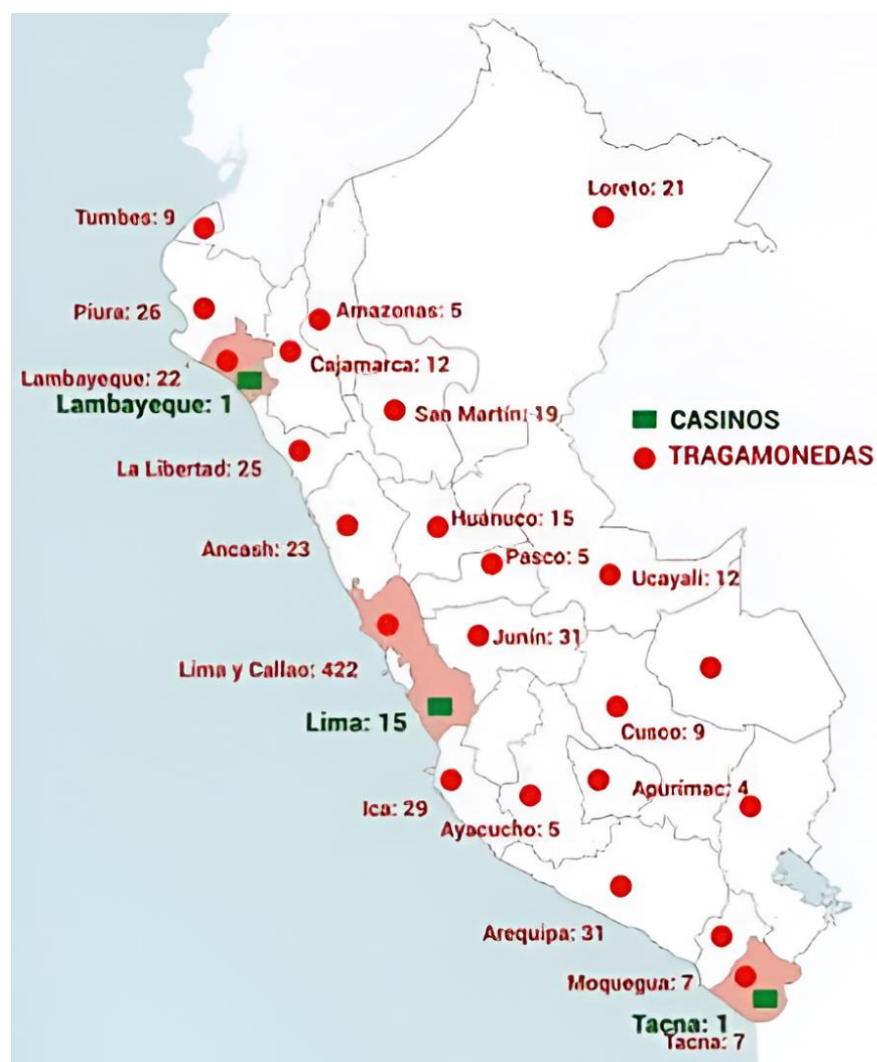 Loreto: 21
Tumbes: 9
Piura: 26
Amazonas: 5
Cajamarca: 12
Lambayeque: 22
Lambayeque: 1
San Martín: 19
CASINOS
TRAGAMONEDAS
La Libertad: 25
Huánuco: 15
Ancash: 23
Pasco: 5
Ucayali: 12
Junín: 31
Lima y Callao: 422
Lima: 15
Cusco: 9
Apurímac: 4
Ica: 29
Ayacucho: 5
Arequipa: 31
Moquegua: 7
Tacna: 1
Tacna: 7